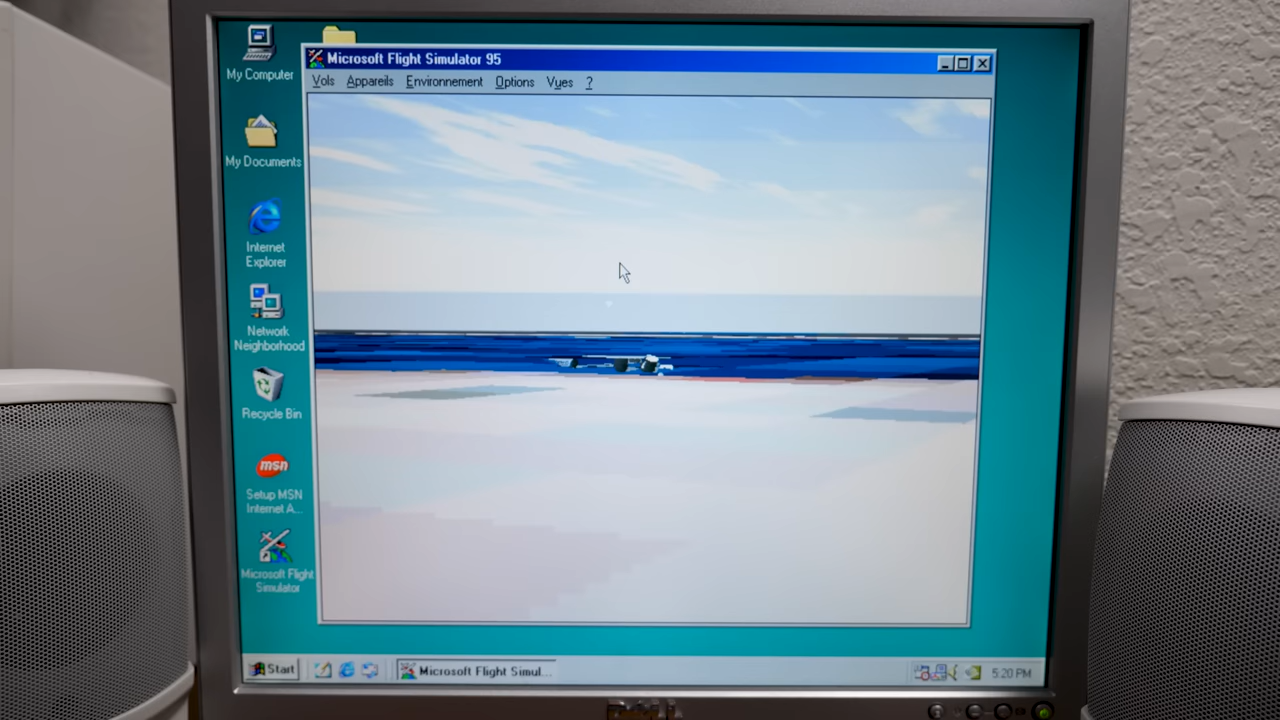 My Computer
Microsoft Flight Simulator 95
Vols Appareils Environnement Options Vues ?
My Documents
Internet
Explorer
Network
Neighborhood
Recycle Bin
msn
Setup MSN
Internet A...
Microsoft Flight
Simulator
Start
Microsoft Flight Simul...
5:20 PM